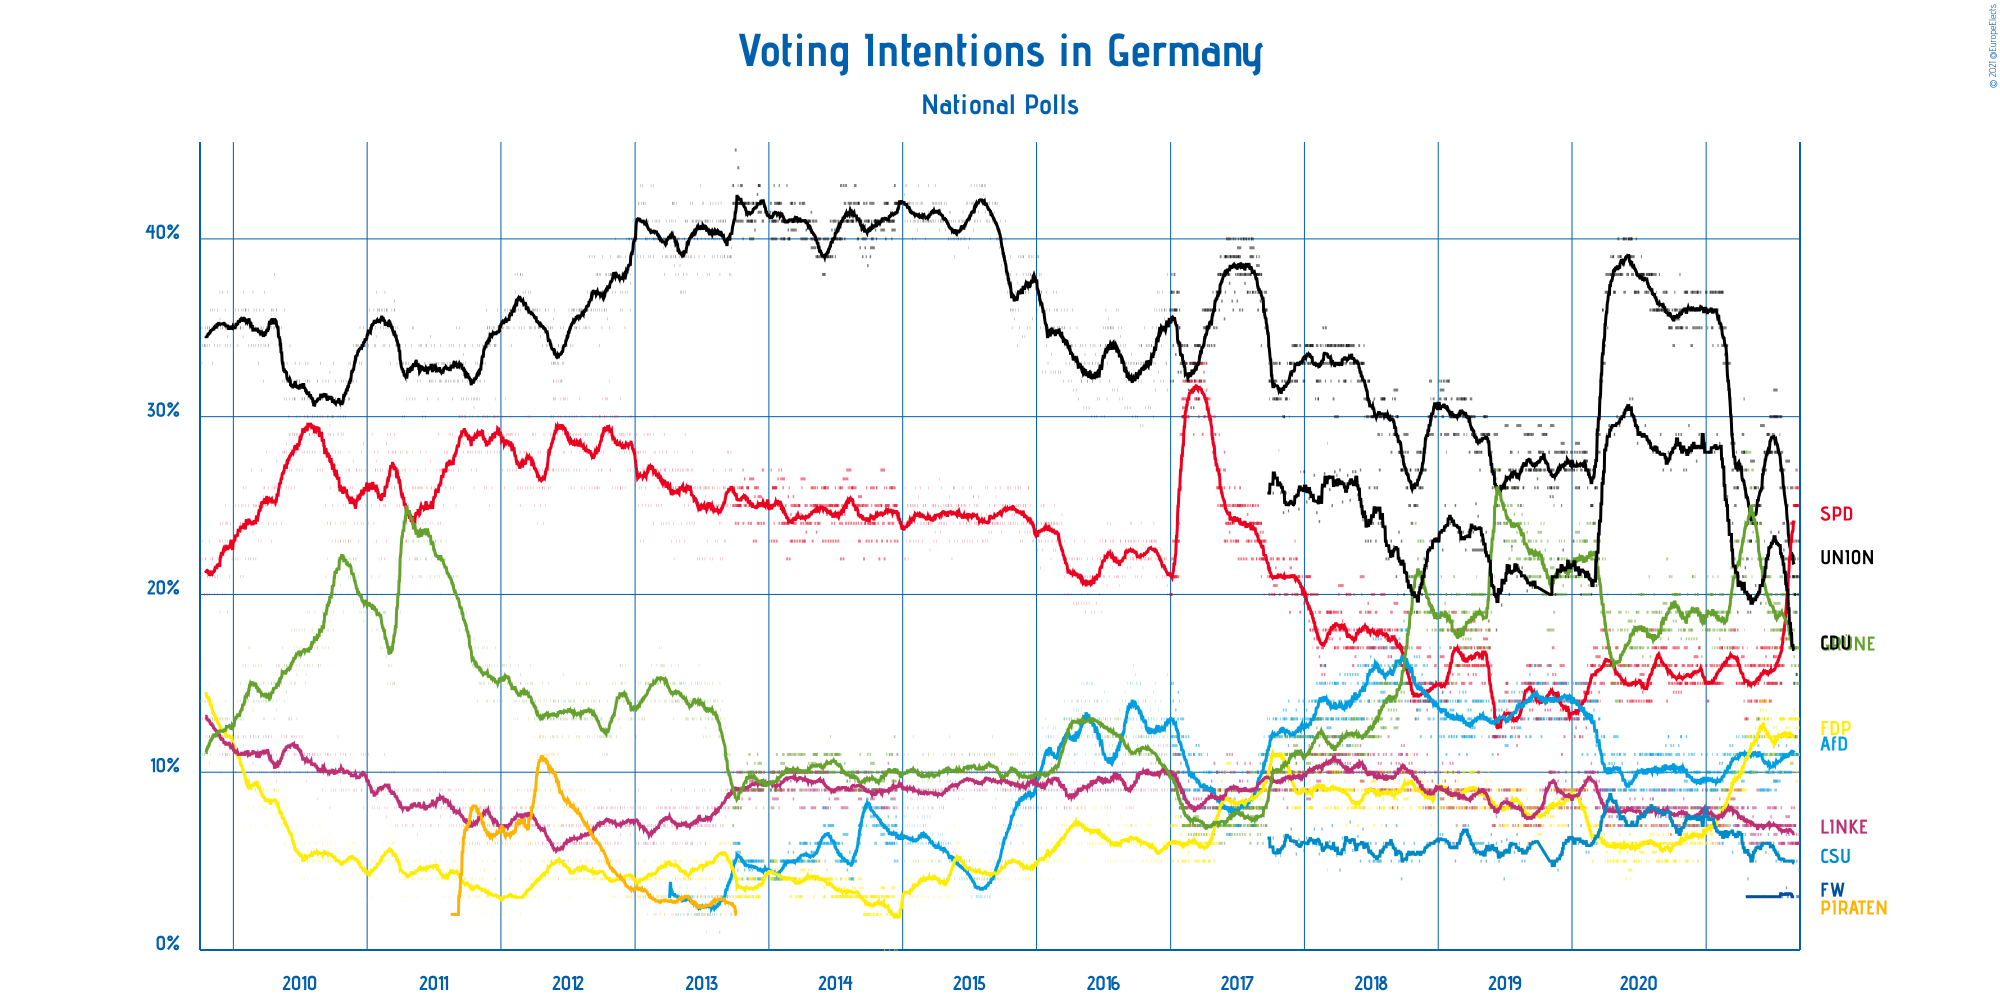 © 2021 @EuropeElects
Voting Intentions in Germany
National Polls
40%
30%
20%
10%
0%
SPD
UNION
CDU
GRÜNE
FDP
AfD
LINKE
CSU
FW
PIRATEN
2010 2011 2012 2013 2014 2015 2016 2017 2018 2019 2020